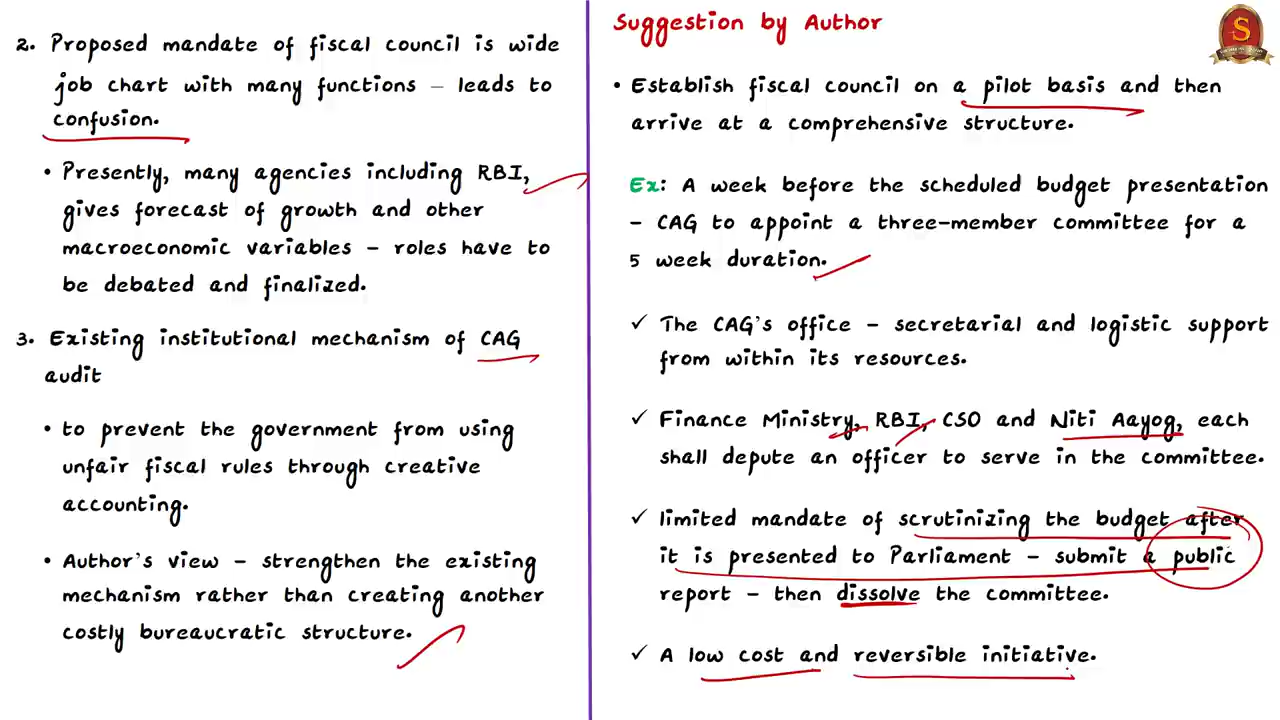 2. Proposed mandate of fiscal council is wide
job chart with many functions – leads to
confusion.
• Presently, many agencies including RBI,
gives forecast of growth and other
macroeconomic variables – roles have to
be debated and finalized.
3. Existing institutional mechanism of CAG
audit
• to prevent the government from using
unfair fiscal rules through creative
accounting.
• Author's view – strengthen the existing
mechanism rather than creating another
costly bureaucratic structure.
Suggestion by Author
• Establish fiscal council on a pilot basis and then
arrive at a comprehensive structure.
Ex: A week before the scheduled budget presentation
– CAG to appoint a three-member committee for a
5 week duration.
✓ The CAG's office – secretarial and logistic support
from within its resources.
✓ Finance Ministry, RBI, CSO and Niti Aayog, each
shall depute an officer to serve in the committee.
✓ limited mandate of scrutinizing the budget after
it is presented to Parliament – submit a public
report – then dissolve the committee.
✓ A low cost and reversible initiative.
S